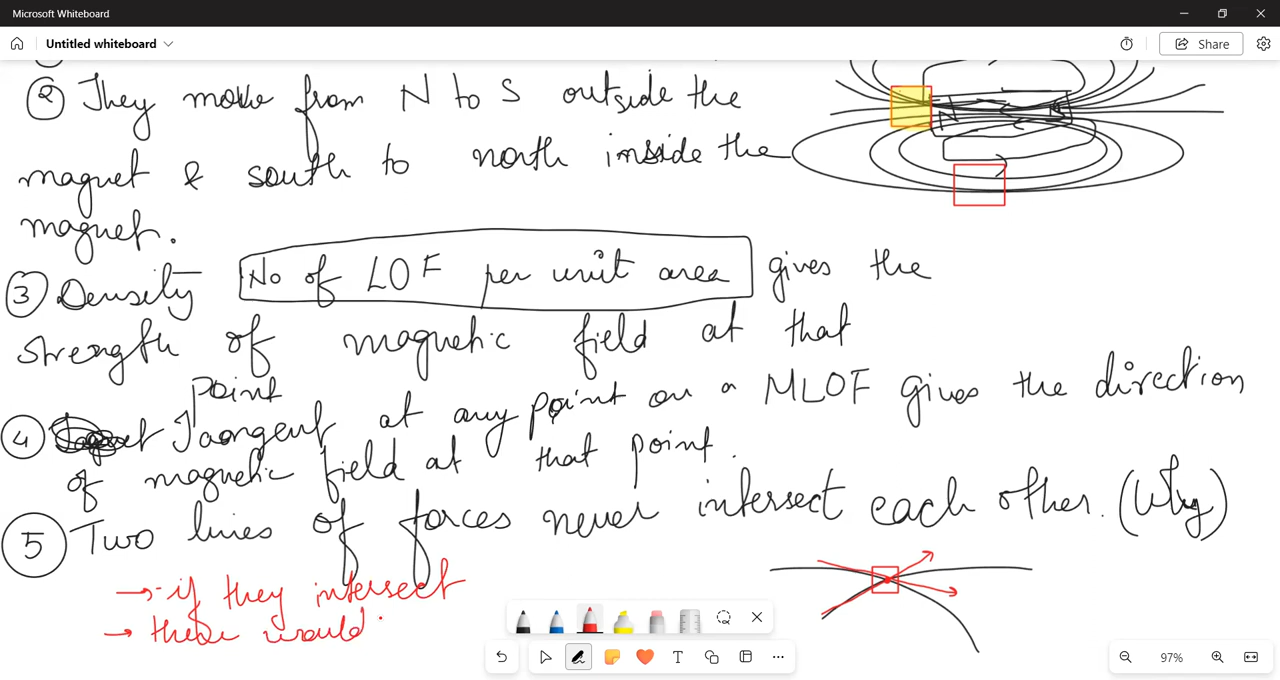 Microsoft Whiteboard
Untitled whiteboard
Share
② They move from N to S outside the
magnet & south to north inside the
magnet.
N S
③ Density No of LOF per unit area gives the
strength of magnetic field at that
point
④ Taongent at any point on a MLOF gives the direction
of magnetic field at that point.
⑤ Two lines of forces never intersect each other. (Why)
→ if they intersect
→ there would
97%